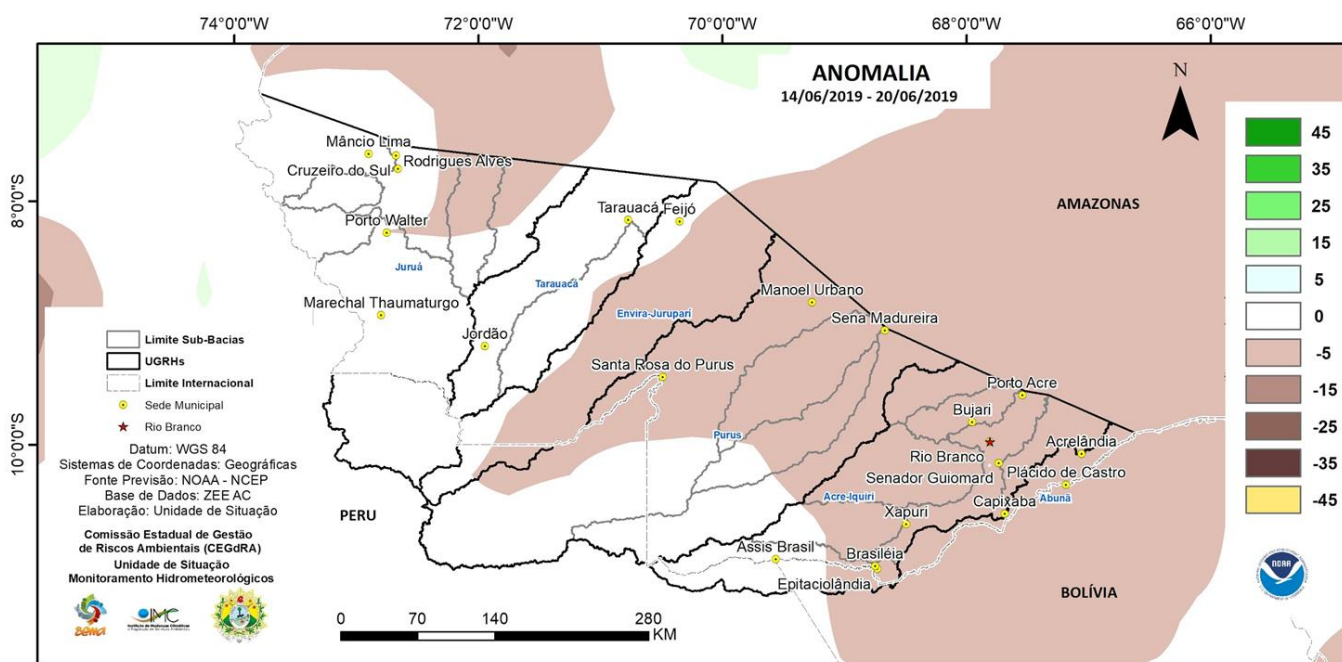 74°0'0"W
72°0'0"W
70°0'0"W
68°0'0"W
66°0'0"W
ANOMALIA
14/06/2019 - 20/06/2019
N
8°0'0"S
10°0'0"S
Mâncio Lima
Rodrigues Alves
Cruzeiro do Sul
Porto Walter
Juruá
Marechal Thaumaturgo
Tarauacá
Feijó
Tarauacá
Jordão
Envira-Jurupari
Santa Rosa do Purus
Manoel Urbano
Sena Madureira
AMAZONAS
Purus
Porto Acre
Bujari
Rio Branco
Acrelândia
Senador Guiomard
Plácido de Castro
Acre-Iquiri
Abunã
Capixaba
Xapuri
Assis Brasil
Brasiléia
Epitaciolândia
PERU
BOLÍVIA
45
35
25
15
5
0
-5
-15
-25
-35
-45
Limite Sub-Bacias
UGRHs
Limite Internacional
Sede Municipal
Rio Branco
Datum: WGS 84
Sistemas de Coordenadas: Geográficas
Fonte Previsão: NOAA - NCEP
Base de Dados: ZEE AC
Elaboração: Unidade de Situação
Comissão Estadual de Gestão
de Riscos Ambientais (CEGdRA)
Unidade de Situação
Monitoramento Hidrometeorológicos
SEMA
IMC
0 70 140 280
KM
NOAA